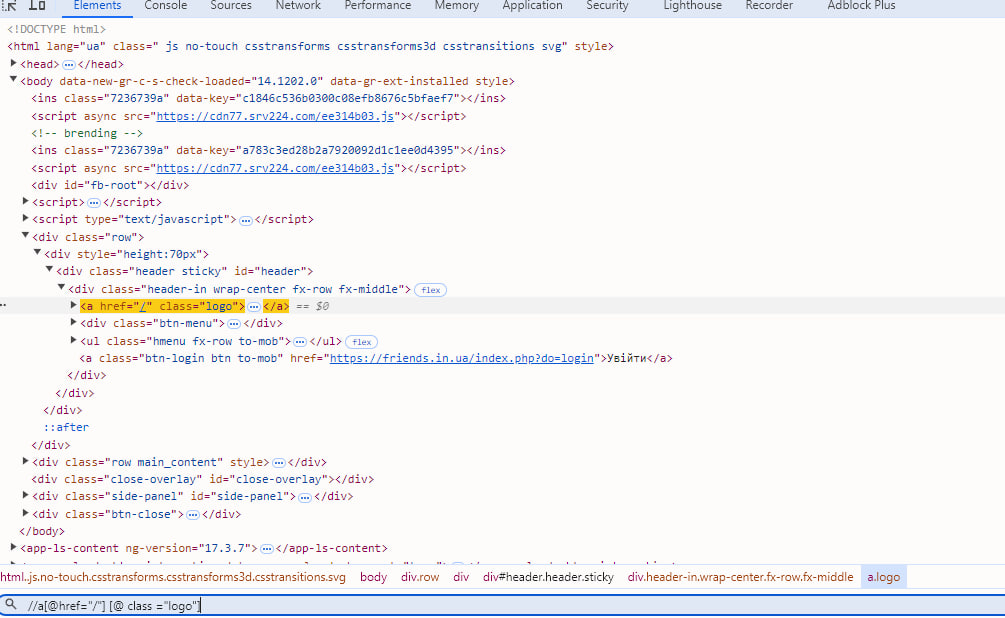 Elements Console Sources Network Performance Memory Application Security Lighthouse Recorder Adblock Plus
<!DOCTYPE html>
<html lang="ua" class=" js no-touch csstransforms csstransforms3d csstransitions svg" style>
<head> ⋯ </head>
<body data-new-gr-c-s-check-loaded="14.1202.0" data-gr-ext-installed style>
<ins class="7236739a" data-key="c1846c536b0300c08efb8676c5bfaef7"></ins>
<script async src="https://cdn77.srv224.com/ee314b03.js"></script>
<!-- brending -->
<ins class="7236739a" data-key="a783c3ed28b2a7920092d1c1ee0d4395"></ins>
<script async src="https://cdn77.srv224.com/ee314b03.js"></script>
<div id="fb-root"></div>
<script> ⋯ </script>
<script type="text/javascript"> ⋯ </script>
<div class="row">
<div style="height:70px">
<div class="header sticky" id="header">
<div class="header-in wrap-center fx-row fx-middle"> flex
<a href="/" class="logo"> ⋯ </a> == $0
<div class="btn-menu"> ⋯ </div>
<ul class="hmenu fx-row to-mob"> ⋯ </ul> flex
<a class="btn-login btn to-mob" href="https://friends.in.ua/index.php?do=login">Увійти</a>
</div>
</div>
</div>
::after
</div>
<div class="row main_content" style> ⋯ </div>
<div class="close-overlay" id="close-overlay"></div>
<div class="side-panel" id="side-panel"> ⋯ </div>
<div class="btn-close"> ⋯ </div>
</body>
<app-ls-content ng-version="17.3.7"> ⋯ </app-ls-content>
html.js.no-touch.csstransforms.csstransforms3d.csstransitions.svg body div.row div div#header.header.sticky div.header-in.wrap-center.fx-row.fx-middle a.logo
//a[@href="/"] [@ class ="logo"]